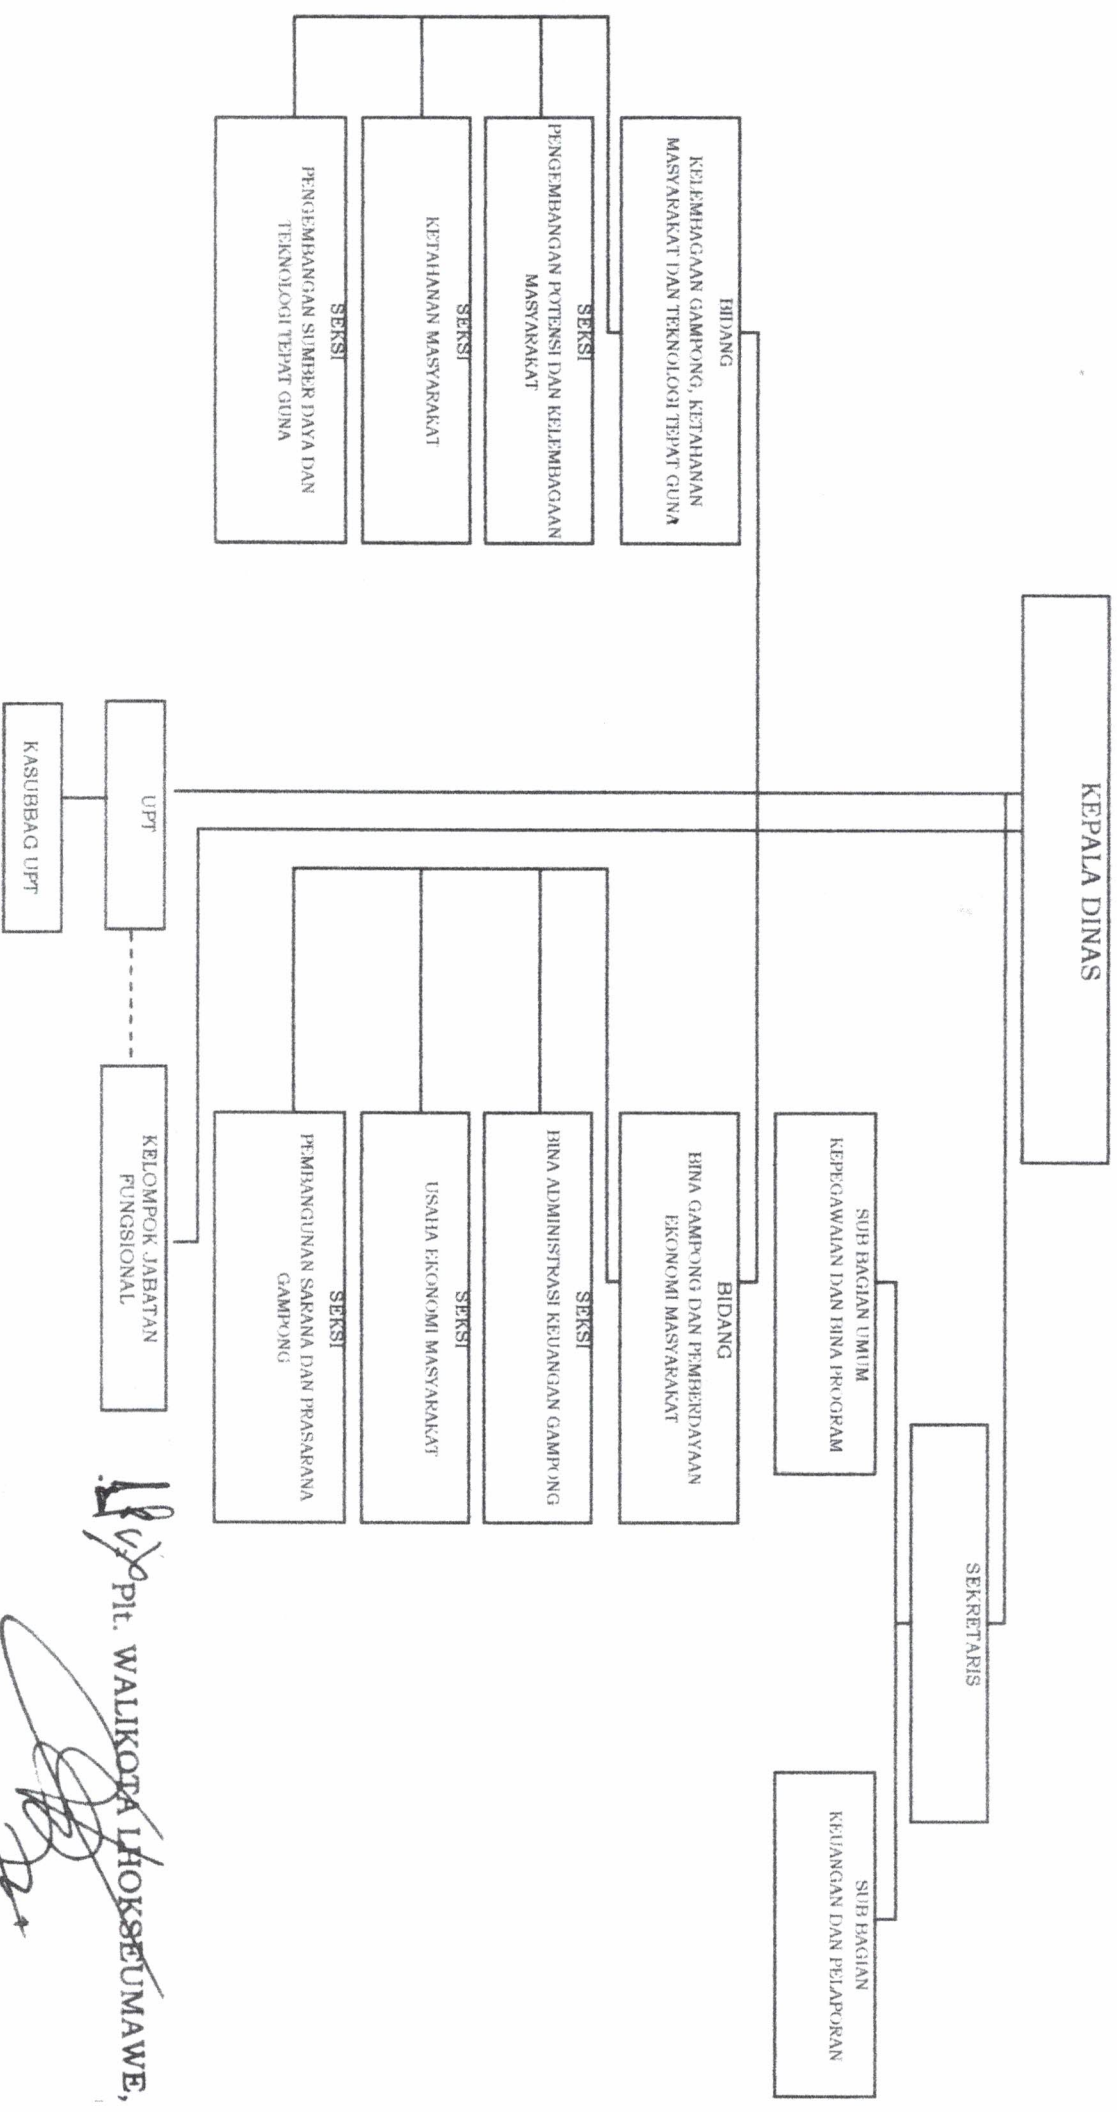 KEPALA DINAS
SEKRETARIS
SUB BAGIAN UMUM
KEPEGAWAIAN DAN BINA PROGRAM
SUB BAGIAN
KEUANGAN DAN PELAPORAN
BIDANG
KELEMBAGAAN GAMPONG, KETAHANAN
MASYARAKAT DAN TEKNOLOGI TEPAT GUNA
SEKSI
PENGEMBANGAN POTENSI DAN KELEMBAGAAN
MASYARAKAT
SEKSI
KETAHANAN MASYARAKAT
SEKSI
PENGEMBANGAN SUMBER DAYA DAN
TEKNOLOGI TEPAT GUNA
BIDANG
BINA GAMPONG DAN PEMBERDAYAAN
EKONOMI MASYARAKAT
SEKSI
BINA ADMINISTRASI KEUANGAN GAMPONG
SEKSI
USAHA EKONOMI MASYARAKAT
SEKSI
PEMBANGUNAN SARANA DAN PRASARANA
GAMPONG
UPT
KASUBBAG UPT
KELOMPOK JABATAN
FUNGSIONAL
Plt. WALIKOTA LHOKSEUMAWE,